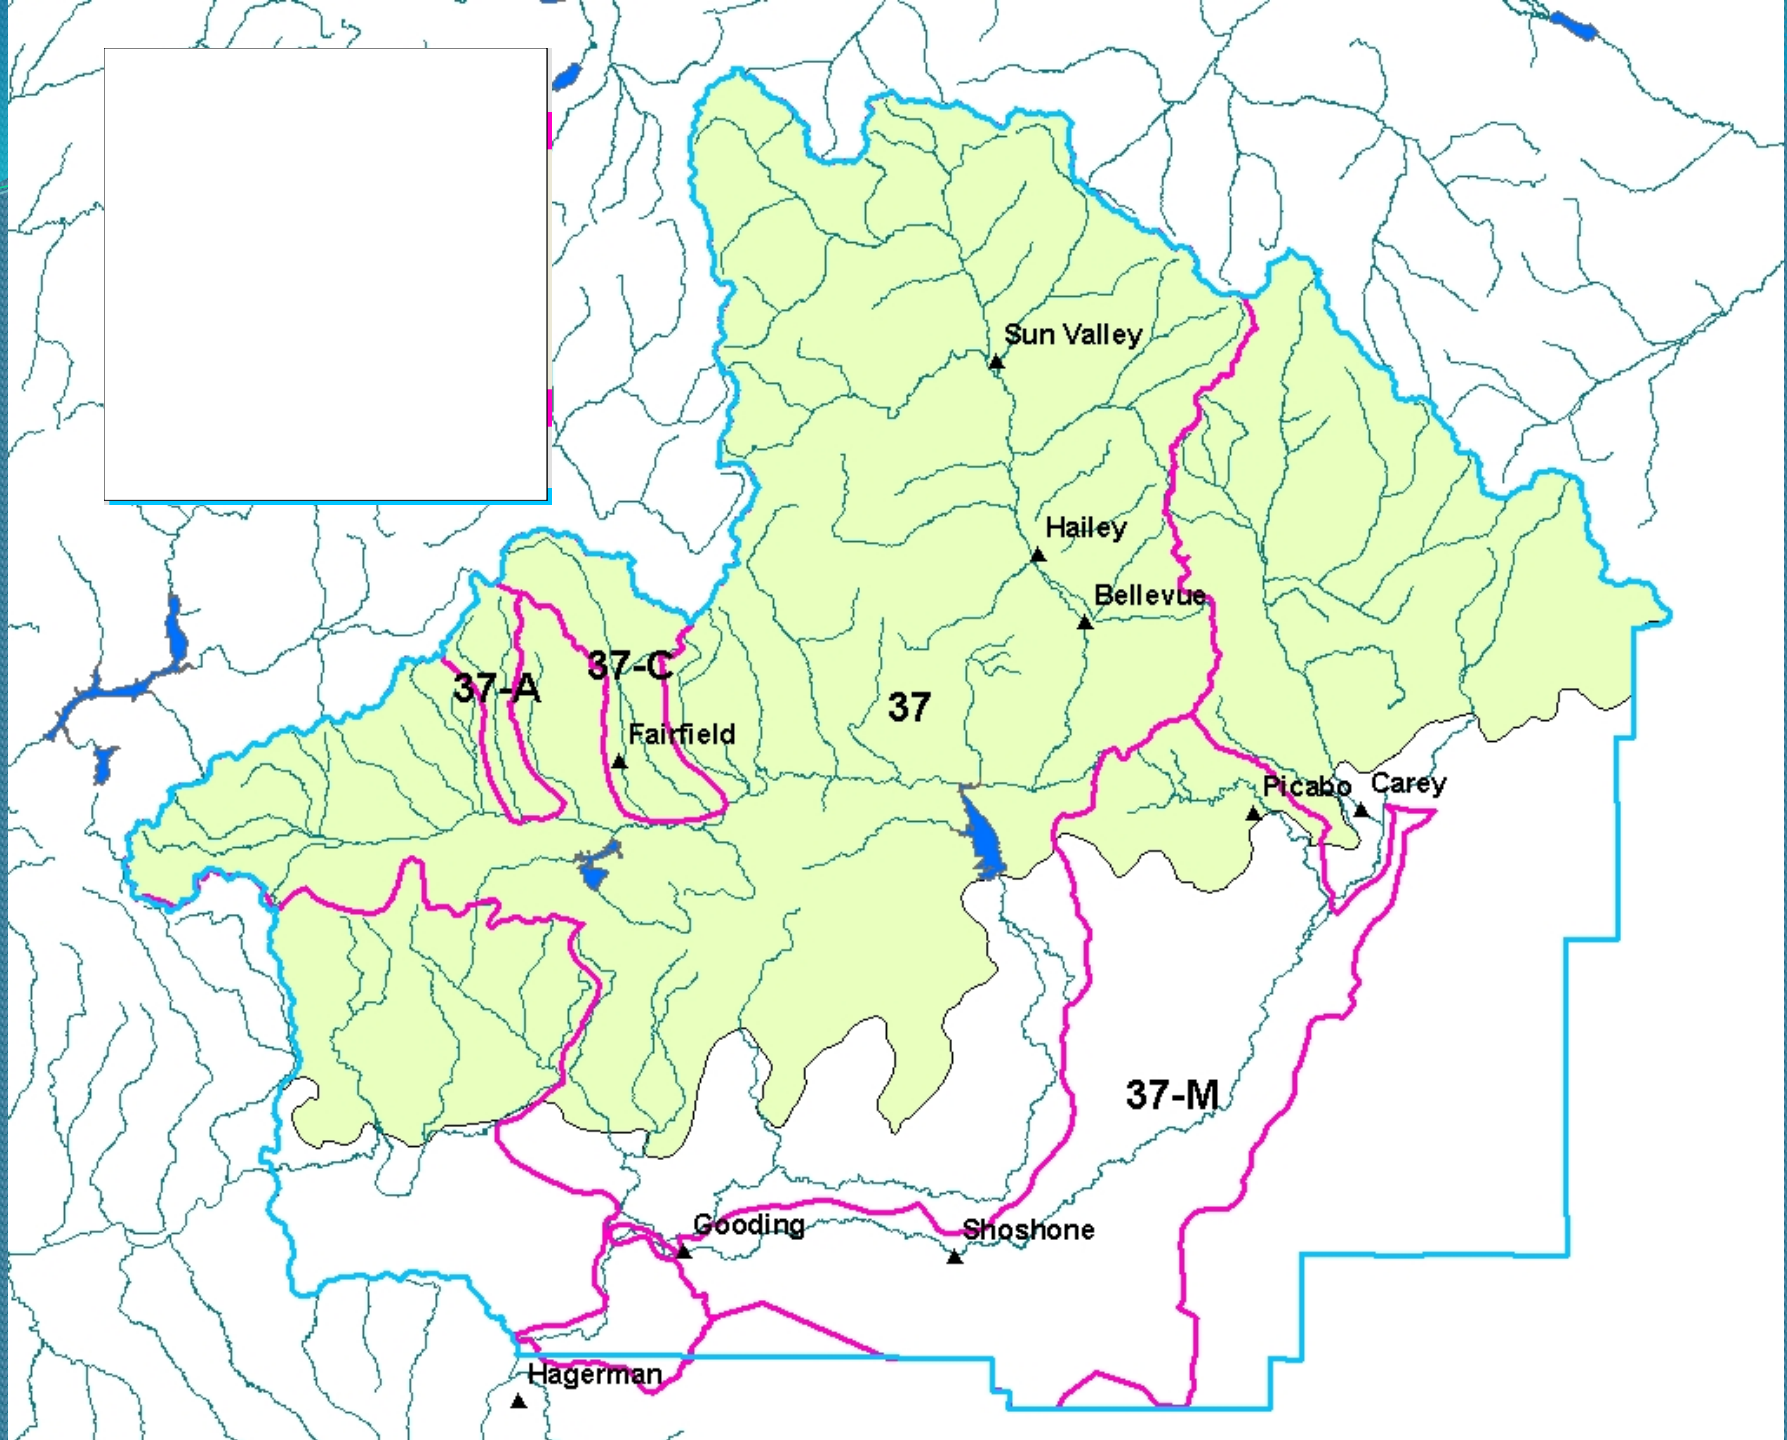 Sun Valley
Hailey
Bellevue
37-C
37-A
37
Fairfield
Picabo
Carey
37-M
Gooding
Shoshone
Hagerman